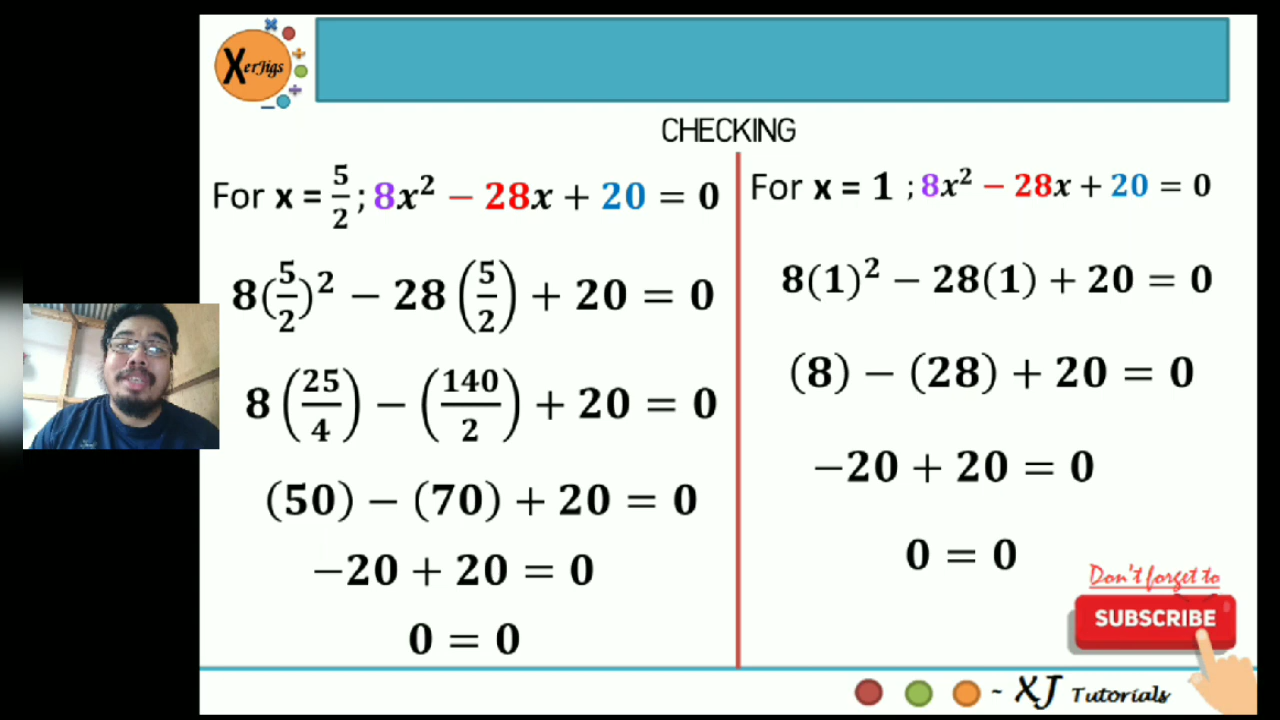 XerJigs
CHECKING
For x = 5/2 ; 8x² − 28x + 20 = 0
8(5/2)² − 28 (5/2) + 20 = 0
8 (25/4) − (140/2) + 20 = 0
(50) − (70) + 20 = 0
−20 + 20 = 0
0 = 0
For x = 1 ; 8x² − 28x + 20 = 0
8(1)² − 28(1) + 20 = 0
(8) − (28) + 20 = 0
−20 + 20 = 0
0 = 0
Don't forget to
SUBSCRIBE
~ XJ Tutorials